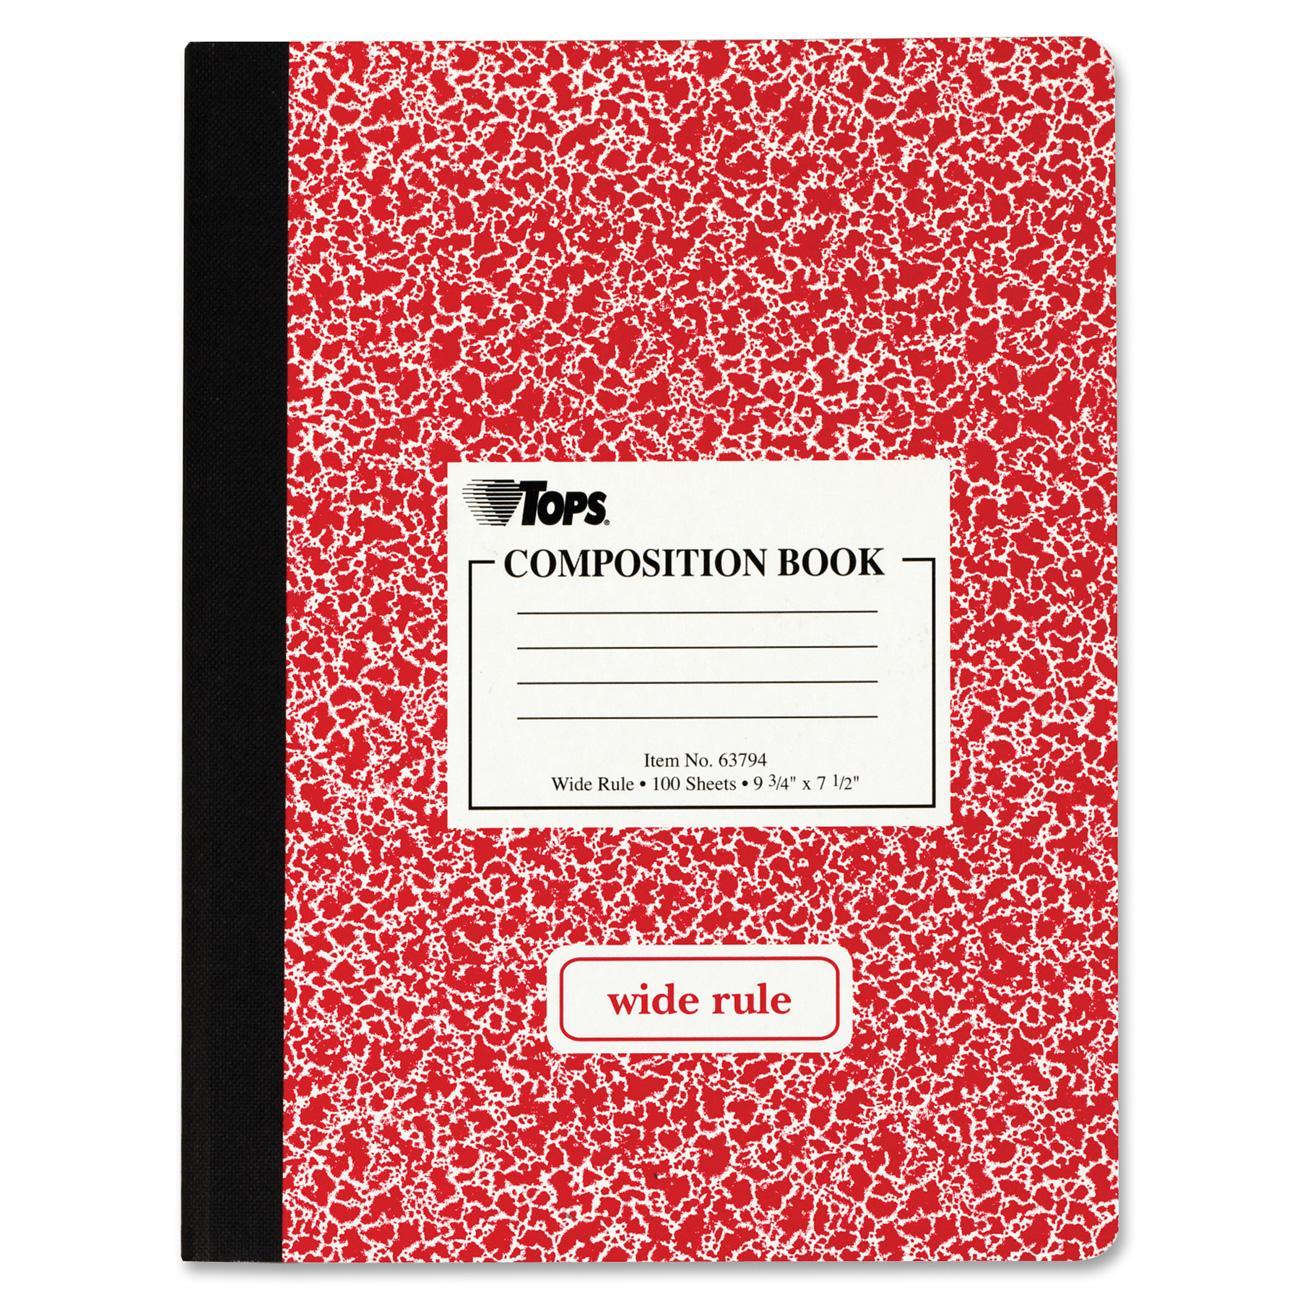 TOPS®
COMPOSITION BOOK
Item No. 63794
Wide Rule • 100 Sheets • 9 3/4" x 7 1/2"
wide rule